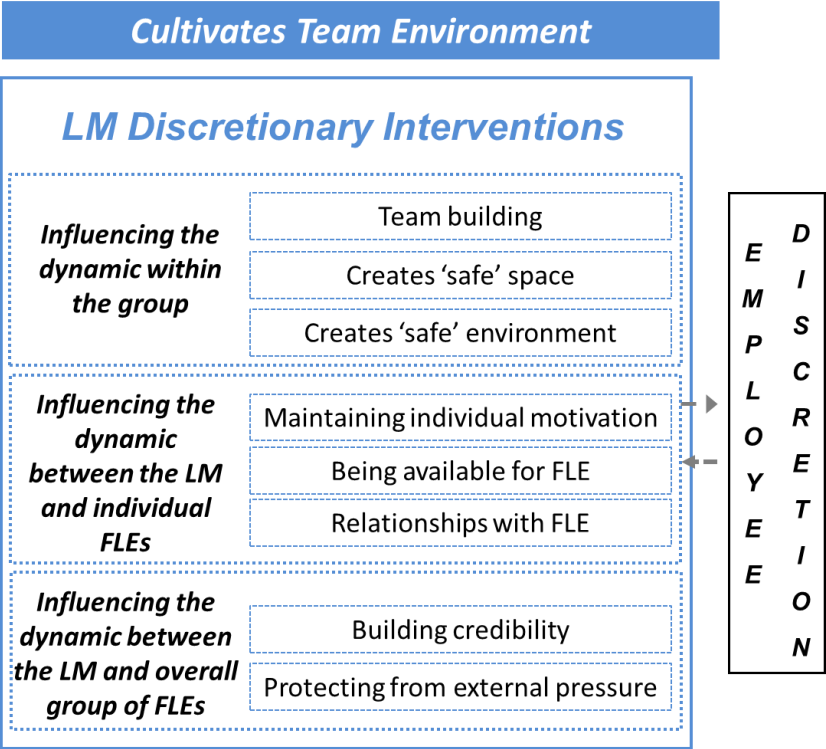 Cultivates Team Environment
LM Discretionary Interventions
Influencing the
dynamic within
the group
Team building
Creates ‘safe’ space
Creates ‘safe’ environment
Influencing the
dynamic
between the LM
and individual
FLEs
Maintaining individual motivation
Being available for FLE
Relationships with FLE
Influencing the
dynamic between
the LM and overall
group of FLEs
Building credibility
Protecting from external pressure
EMPLOYEE
DISCRETION